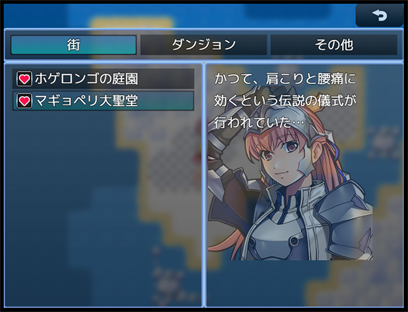 街
ダンジョン
その他
ホゲロンゴの庭園
マギョペリ大聖堂
かつて、肩こりと腰痛に
効くという伝説の儀式が
行われていた…